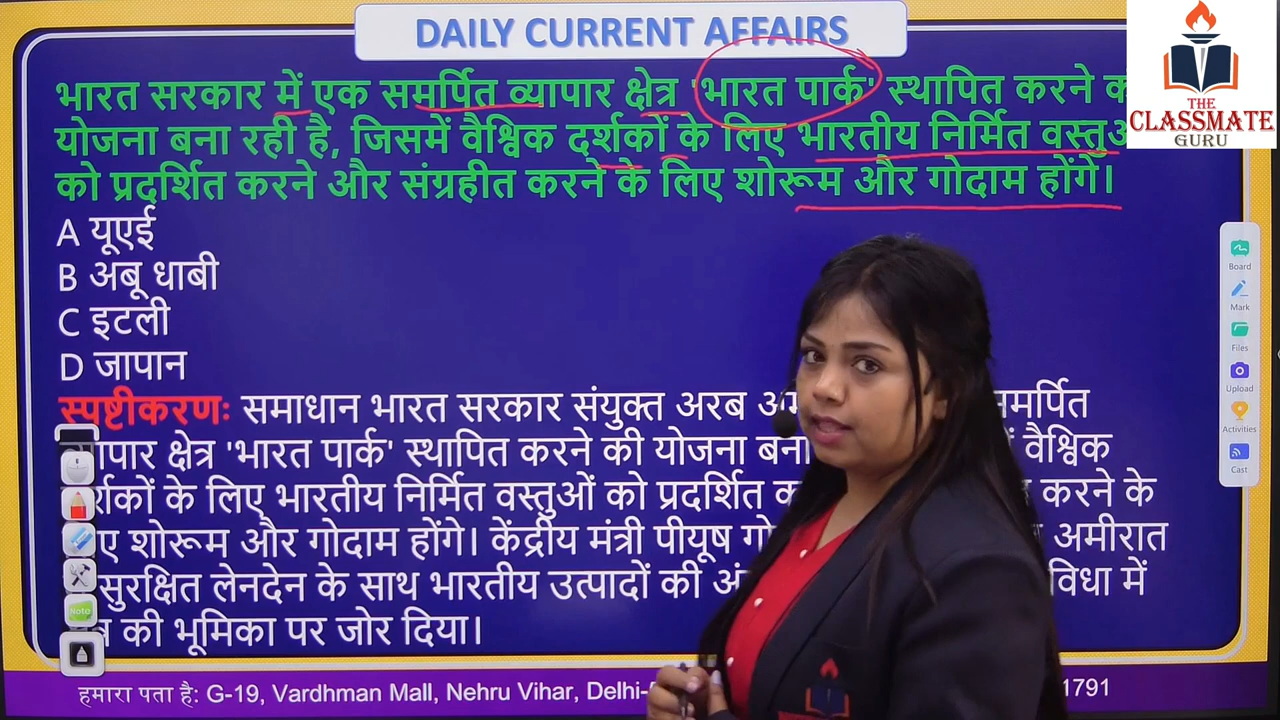 DAILY CURRENT AFFAIRS
THE
CLASSMATE
GURU
भारत सरकार में एक समर्पित व्यापार क्षेत्र 'भारत पार्क' स्थापित करने
योजना बना रही है, जिसमें वैश्विक दर्शकों के लिए भारतीय निर्मित
को प्रदर्शित करने और संग्रहीत करने के लिए शोरूम और गोदाम होंगे।
A यूएई
B अबू धाबी
C इटली
D जापान
स्पष्टीकरणः समाधान भारत सरकार संयुक्त अरब
क्षेत्र 'भारत पार्क' स्थापित करने की योजना वैश्विक
के लिए भारतीय निर्मित वस्तुओं को प्रदर्शित करने के
शोरूम और गोदाम होंगे। केंद्रीय मंत्री पीयूष अमीरात
सुरक्षित लेनदेन के साथ भारतीय उत्पादों की में
की भूमिका पर जोर दिया।
Board
Mark
Files
Upload
Activities
Cast
Note
हमारा पता है: G-19, Vardhman Mall, Nehru Vihar, Delhi- 1791